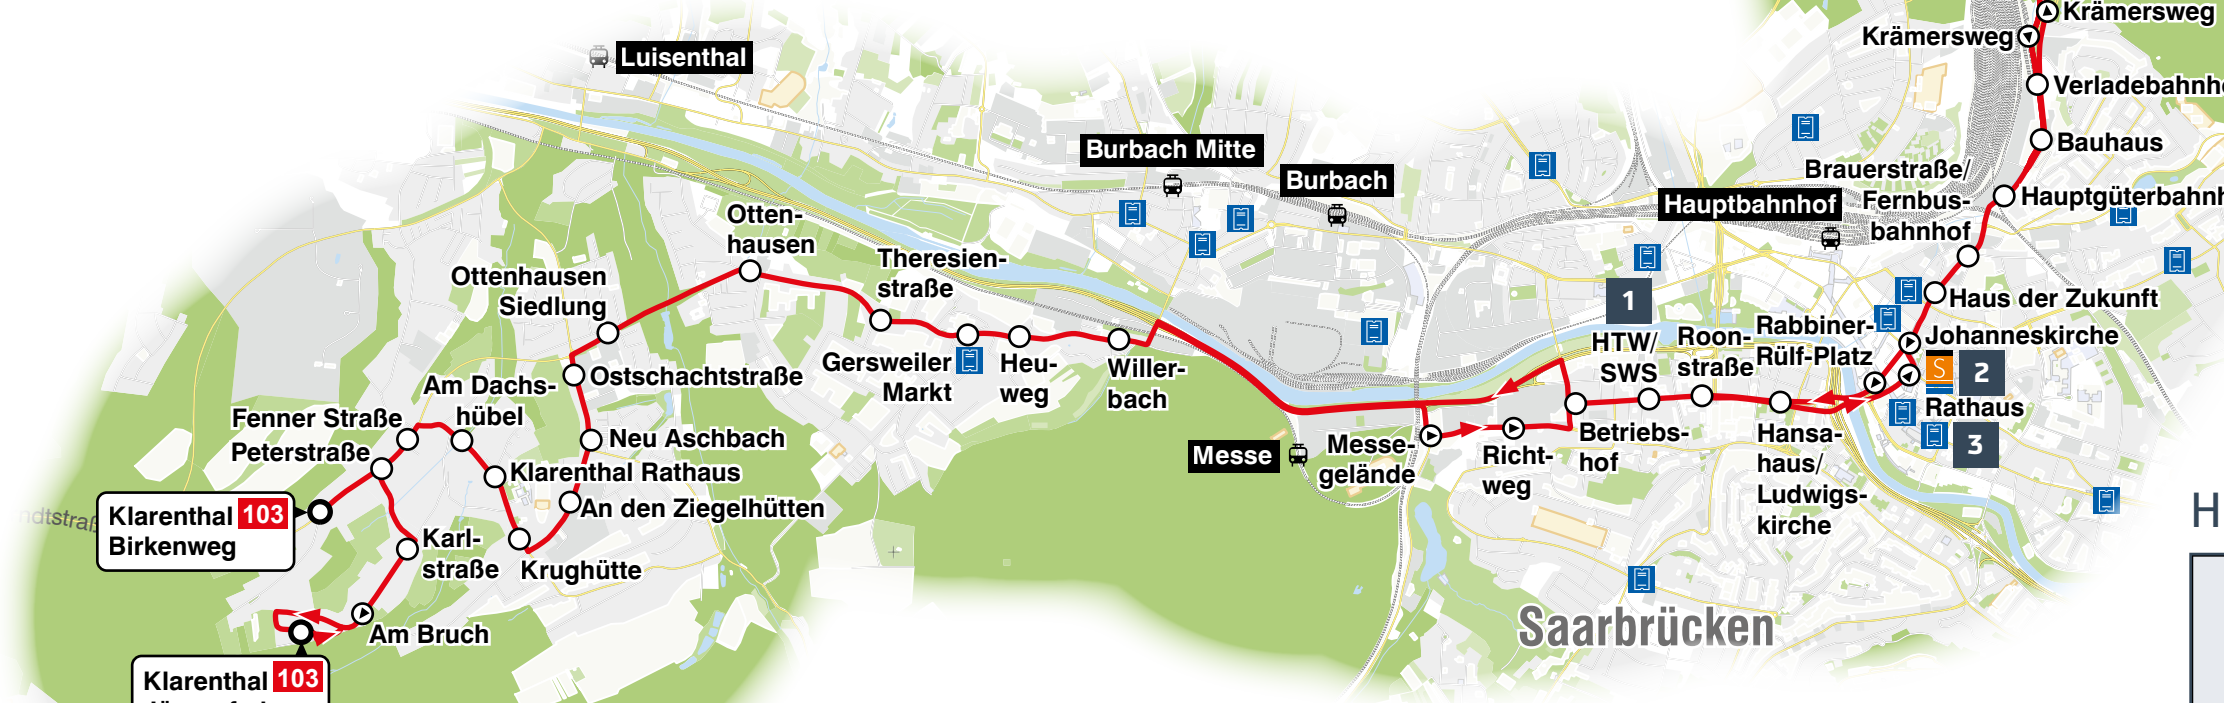 Krämersweg
Krämersweg
Luisenthal
Bauhaus
Burbach Mitte
Brauerstraße/
Fernbus-
bahnhof
Burbach
Hauptbahnhof
Otten-
hausen
Theresien-
straße
Ottenhausen
Siedlung
1
Haus der Zukunft
Rabbiner-
Rülf-Platz
Johanneskirche
HTW/
SWS
Roon-
straße
Gersweiler
Markt
Heu-
weg
Willer-
bach
S
2
Ostschachtstraße
Am Dachs-
hübel
Rathaus
3
Fenner Straße
Peterstraße
Neu Aschbach
Messe
Messe-
gelände
Richt-
weg
Betriebs-
hof
Hansa-
haus/
Ludwigs-
kirche
Klarenthal Rathaus
An den Ziegelhütten
Klarenthal 103
Birkenweg
Karl-
straße
Krughütte
Am Bruch
Saarbrücken
Klarenthal 103